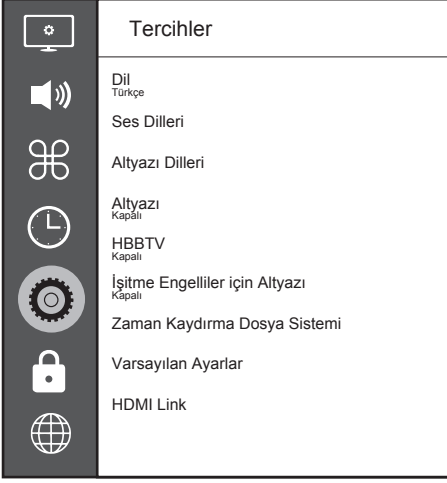 Tercihler
Dil
Türkçe
Ses Dilleri
Altyazı Dilleri
Altyazı
Kapalı
HBBTV
Kapalı
İşitme Engelliler için Altyazı
Kapalı
Zaman Kaydırma Dosya Sistemi
Varsayılan Ayarlar
HDMI Link